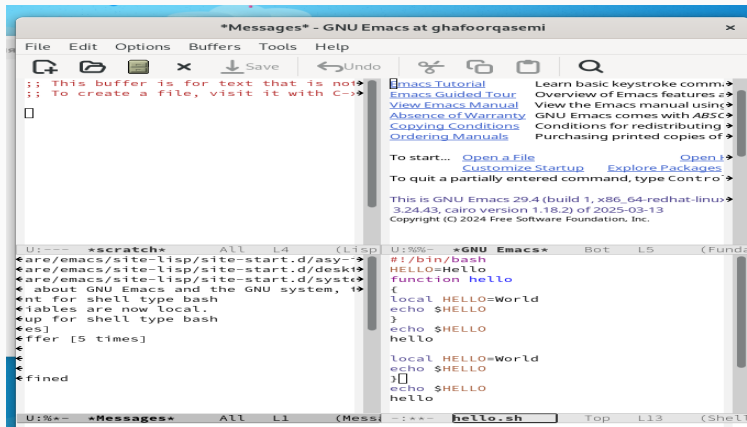 *Messages* - GNU Emacs at ghafoorqasemi
File Edit Options Buffers Tools Help
Save Undo
;; This buffer is for text that is not
;; To create a file, visit it with C-x
U:--- *scratch* All L4 (Lisp
Emacs Tutorial Learn basic keystroke comm
Emacs Guided Tour Overview of Emacs features
View Emacs Manual View the Emacs manual using
Absence of Warranty GNU Emacs comes with ABSO
Copying Conditions Conditions for redistributing
Ordering Manuals Purchasing printed copies of
To start... Open a File Open H
Customize Startup Explore Packages
To quit a partially entered command, type Contro
This is GNU Emacs 29.4 (build 1, x86_64-redhat-linux
3.24.43, cairo version 1.18.2) of 2025-03-13
Copyright (C) 2024 Free Software Foundation, Inc.
U:%%- *GNU Emacs* Bot L5 (Funda
are/emacs/site-lisp/site-start.d/asy
are/emacs/site-lisp/site-start.d/deskt
are/emacs/site-lisp/site-start.d/syste
about GNU Emacs and the GNU system,
nt for shell type bash
iables are now local.
up for shell type bash
es]
ffer [5 times]
fined
U:%*- *Messages* All L1 (Messa
#!/bin/bash
HELLO=Hello
function hello
{
local HELLO=World
echo $HELLO
}
echo $HELLO
hello
local HELLO=World
echo $HELLO
}
echo $HELLO
hello
-:**- hello.sh Top L13 (Shell